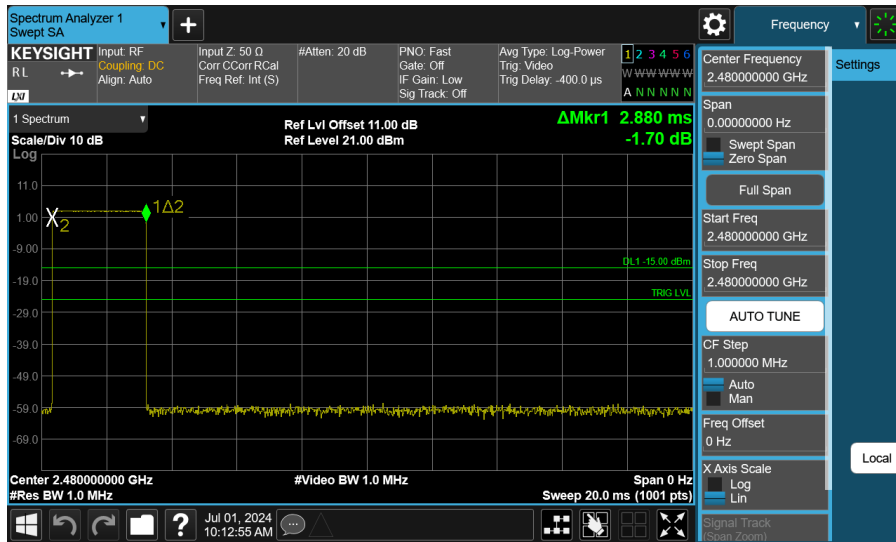 Spectrum Analyzer 1
Swept SA
+
Frequency
KEYSIGHT
R L
LXI
Input: RF
Coupling: DC
Align: Auto
Input Z: 50 Ω
Corr CCorr RCal
Freq Ref: Int (S)
#Atten: 20 dB
PNO: Fast
Gate: Off
IF Gain: Low
Sig Track: Off
Avg Type: Log-Power
Trig: Video
Trig Delay: -400.0 µs
1 2 3 4 5 6
W W W W W W
A N N N N N
1 Spectrum
Scale/Div 10 dB
Log
Ref Lvl Offset 11.00 dB
Ref Level 21.00 dBm
ΔMkr1 2.880 ms
-1.70 dB
11.0
1.00
-9.00
-19.0
-29.0
-39.0
-49.0
-59.0
-69.0
X2
1Δ2
DL1 -15.00 dBm
TRIG LVL
Center 2.480000000 GHz
#Res BW 1.0 MHz
#Video BW 1.0 MHz
Span 0 Hz
Sweep 20.0 ms (1001 pts)
Jul 01, 2024
10:12:55 AM
?
Center Frequency
2.480000000 GHz
Span
0.00000000 Hz
Swept Span
Zero Span
Full Span
Start Freq
2.480000000 GHz
Stop Freq
2.480000000 GHz
AUTO TUNE
CF Step
1.000000 MHz
Auto
Man
Freq Offset
0 Hz
X Axis Scale
Log
Lin
Signal Track
(Span Zoom)
Settings
Local